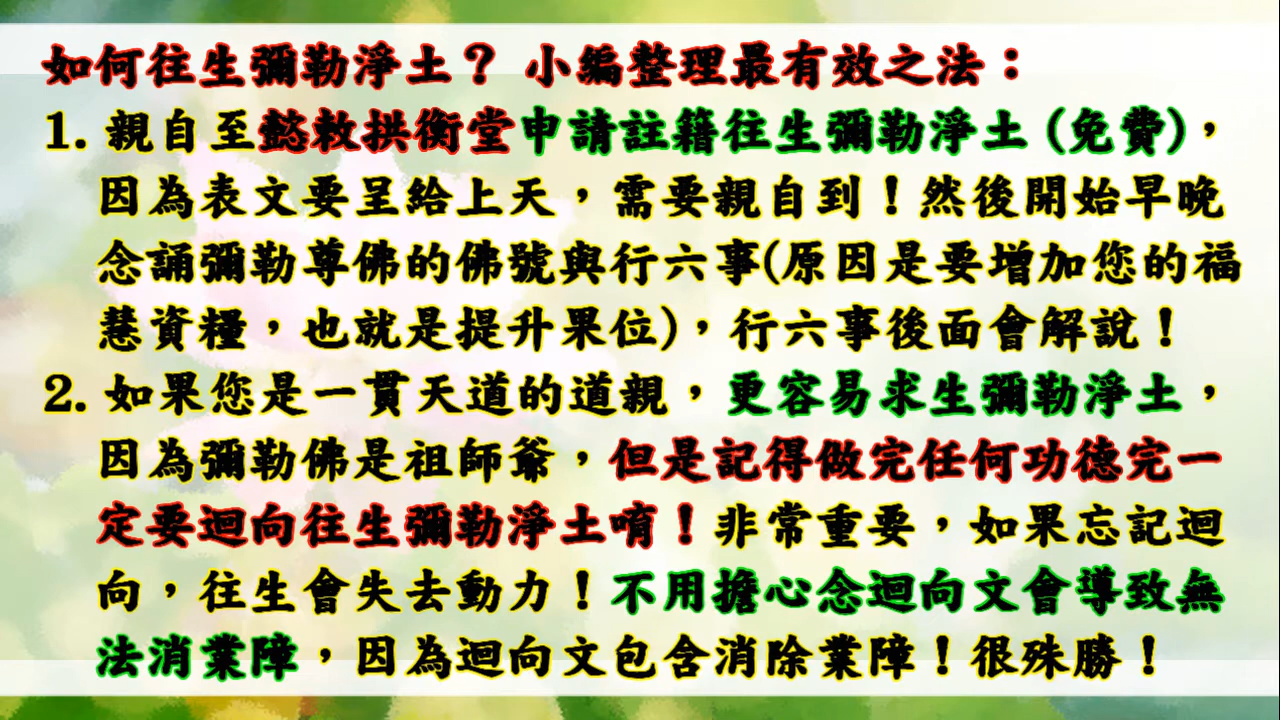 如何往生彌勒淨土？ 小編整理最有效之法：
1. 親自至懿敕拱衡堂申請註籍往生彌勒淨土 (免費)，
因為表文要呈給上天，需要親自到！然後開始早晚
念誦彌勒尊佛的佛號與行六事(原因是要增加您的福
慧資糧，也就是提升果位)，行六事後面會解說！
2. 如果您是一貫天道的道親，更容易求生彌勒淨土，
因為彌勒佛是祖師爺，但是記得做完任何功德完一
定要迴向往生彌勒淨土唷！非常重要，如果忘記迴
向，往生會失去動力！不用擔心念迴向文會導致無
法消業障，因為迴向文包含消除業障！很殊勝！